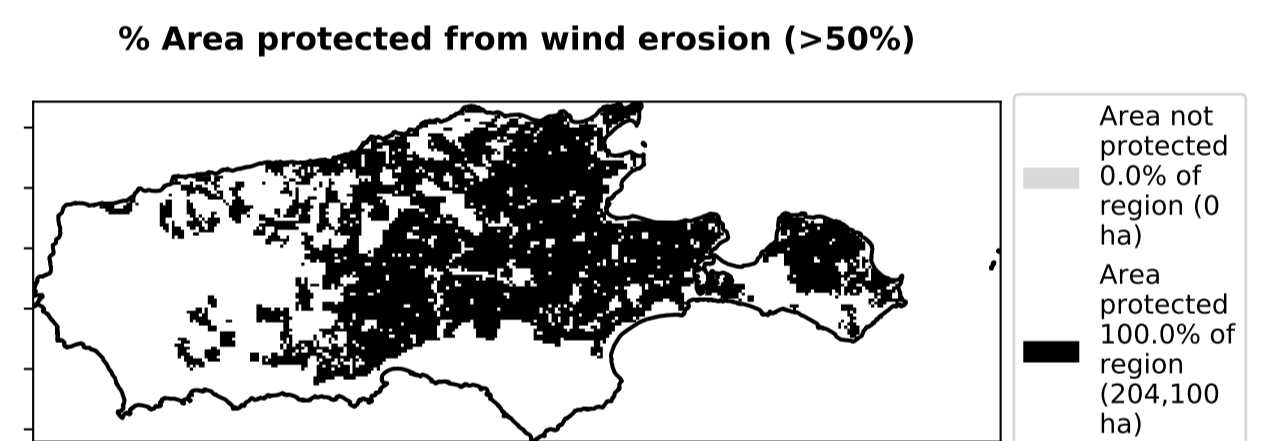 % Area protected from wind erosion (>50%)
Area not
protected
0.0% of
region (0
ha)
Area
protected
100.0% of
region
(204,100
ha)